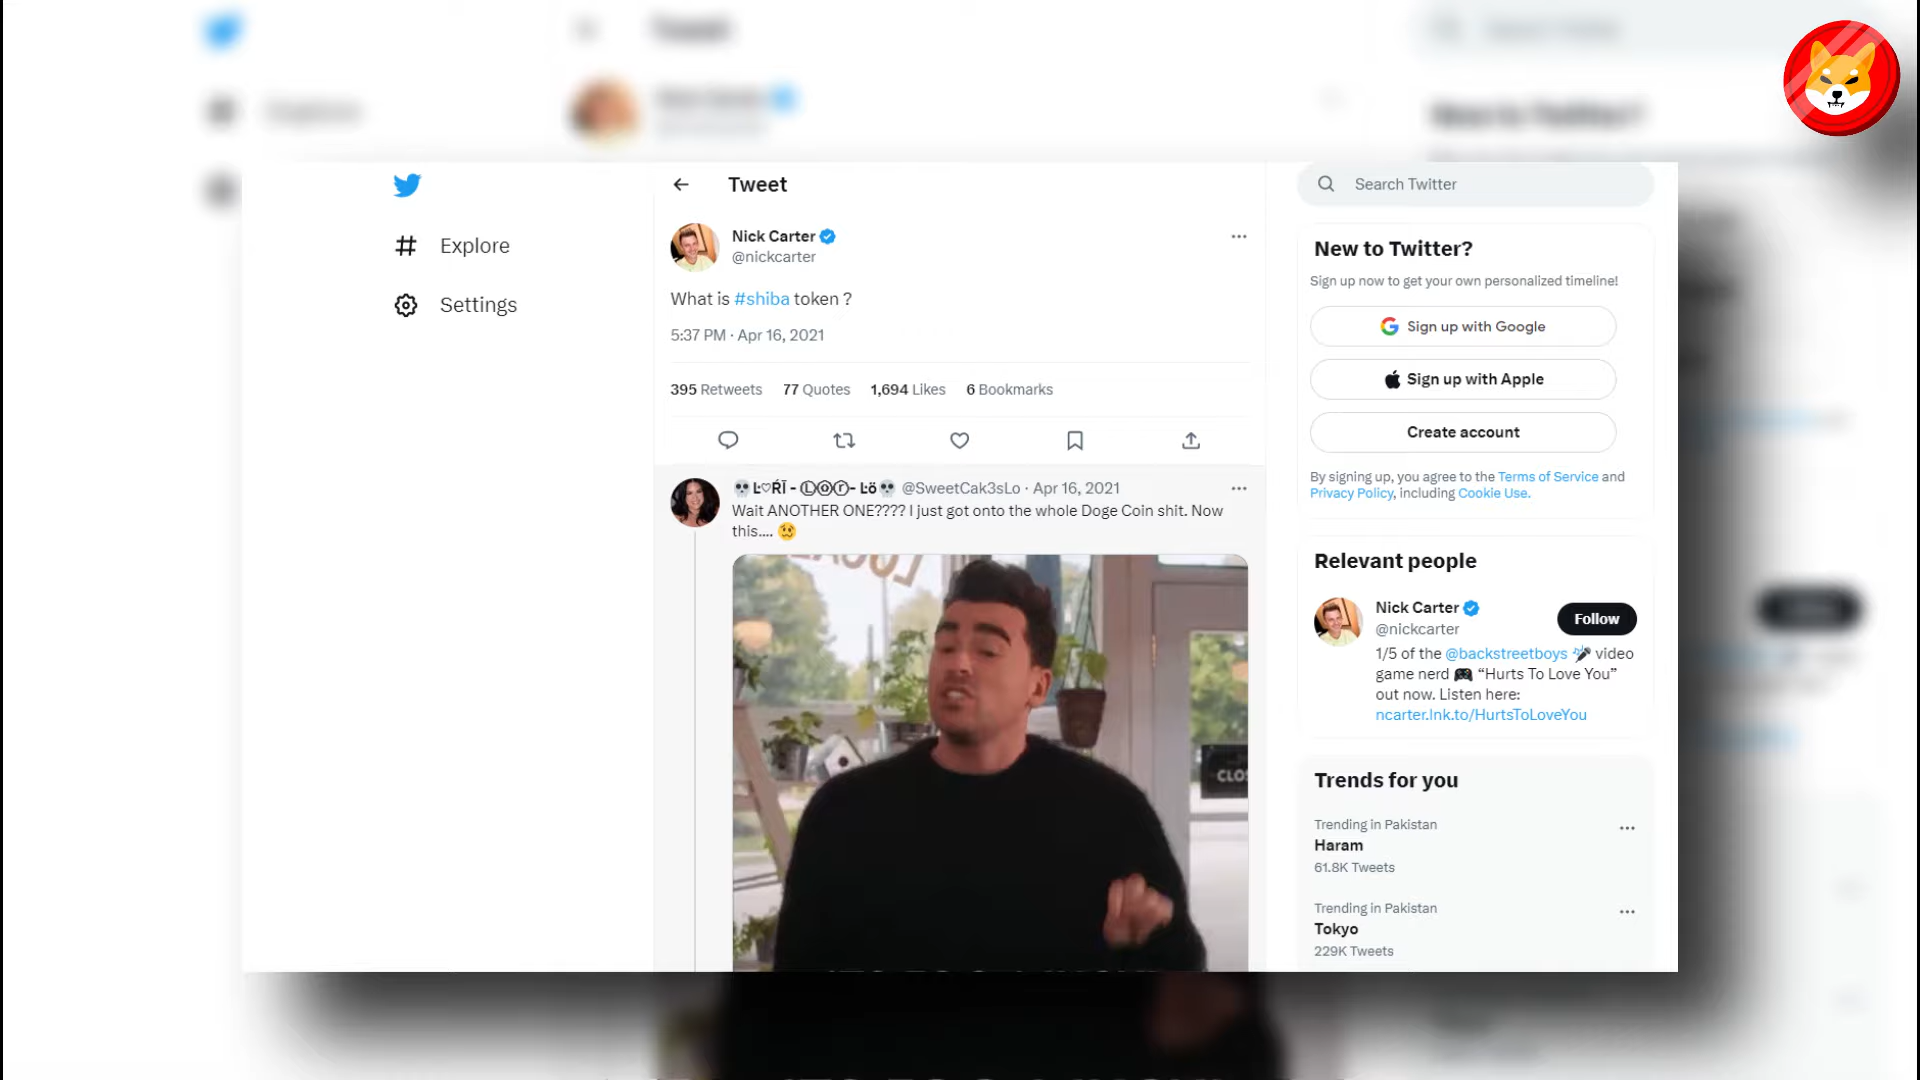 Tweet
Search Twitter
Explore
Settings
Nick Carter
@nickcarter
What is #shiba token ?
5:37 PM · Apr 16, 2021
395 Retweets 77 Quotes 1,694 Likes 6 Bookmarks
@SweetCak3sLo · Apr 16, 2021
Wait ANOTHER ONE???? I just got onto the whole Doge Coin shit. Now
this.... 🥴
CLOS
New to Twitter?
Sign up now to get your own personalized timeline!
Sign up with Google
Sign up with Apple
Create account
By signing up, you agree to the Terms of Service and
Privacy Policy, including Cookie Use.
Relevant people
Nick Carter
@nickcarter
Follow
1/5 of the @backstreetboys 🎤 video
game nerd 🎮 “Hurts To Love You”
out now. Listen here:
ncarter.lnk.to/HurtsToLoveYou
Trends for you
Trending in Pakistan
Haram
61.8K Tweets
Trending in Pakistan
Tokyo
229K Tweets